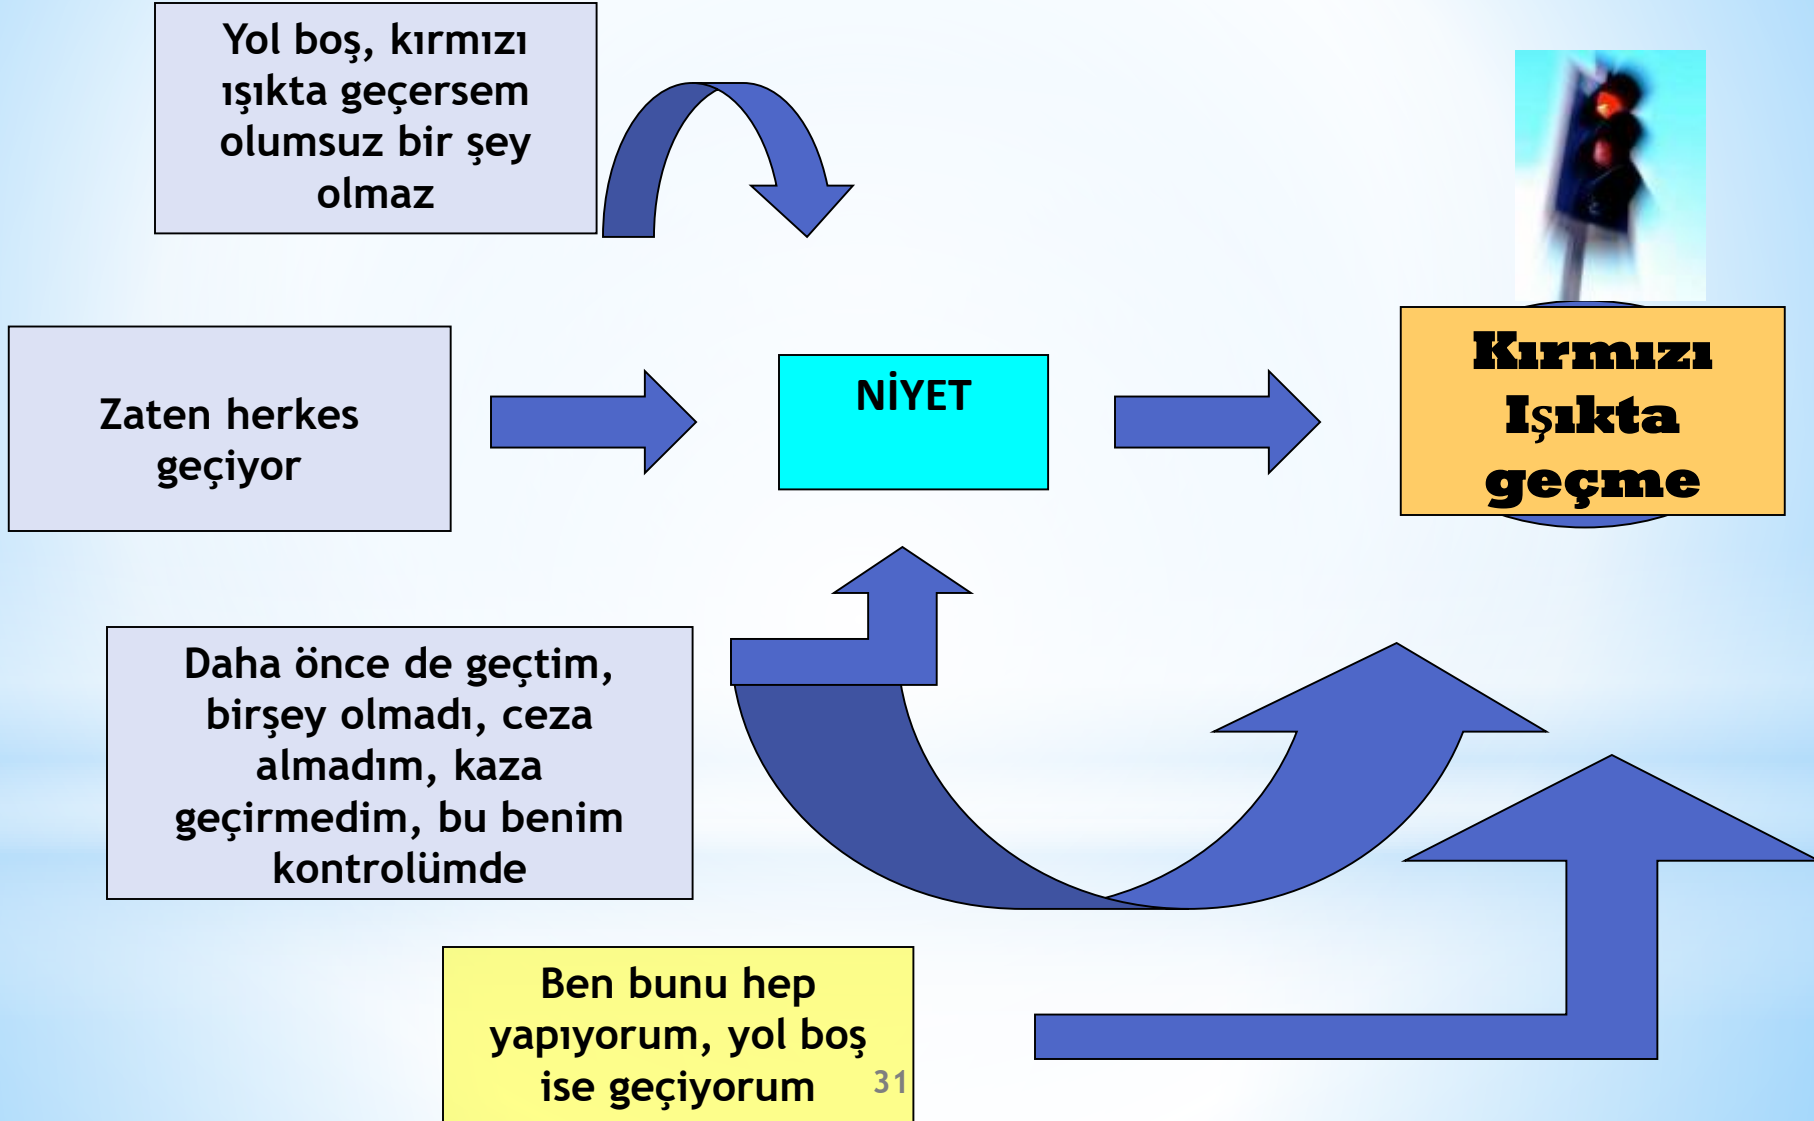 Yol boş, kırmızı
ışıkta geçersem
olumsuz bir şey
olmaz
Zaten herkes
geçiyor
NİYET
Kırmızı
Işıkta
geçme
Daha önce de geçtim,
birşey olmadı, ceza
almadım, kaza
geçirmedim, bu benim
kontrolümde
Ben bunu hep
yapıyorum, yol boş
ise geçiyorum
31